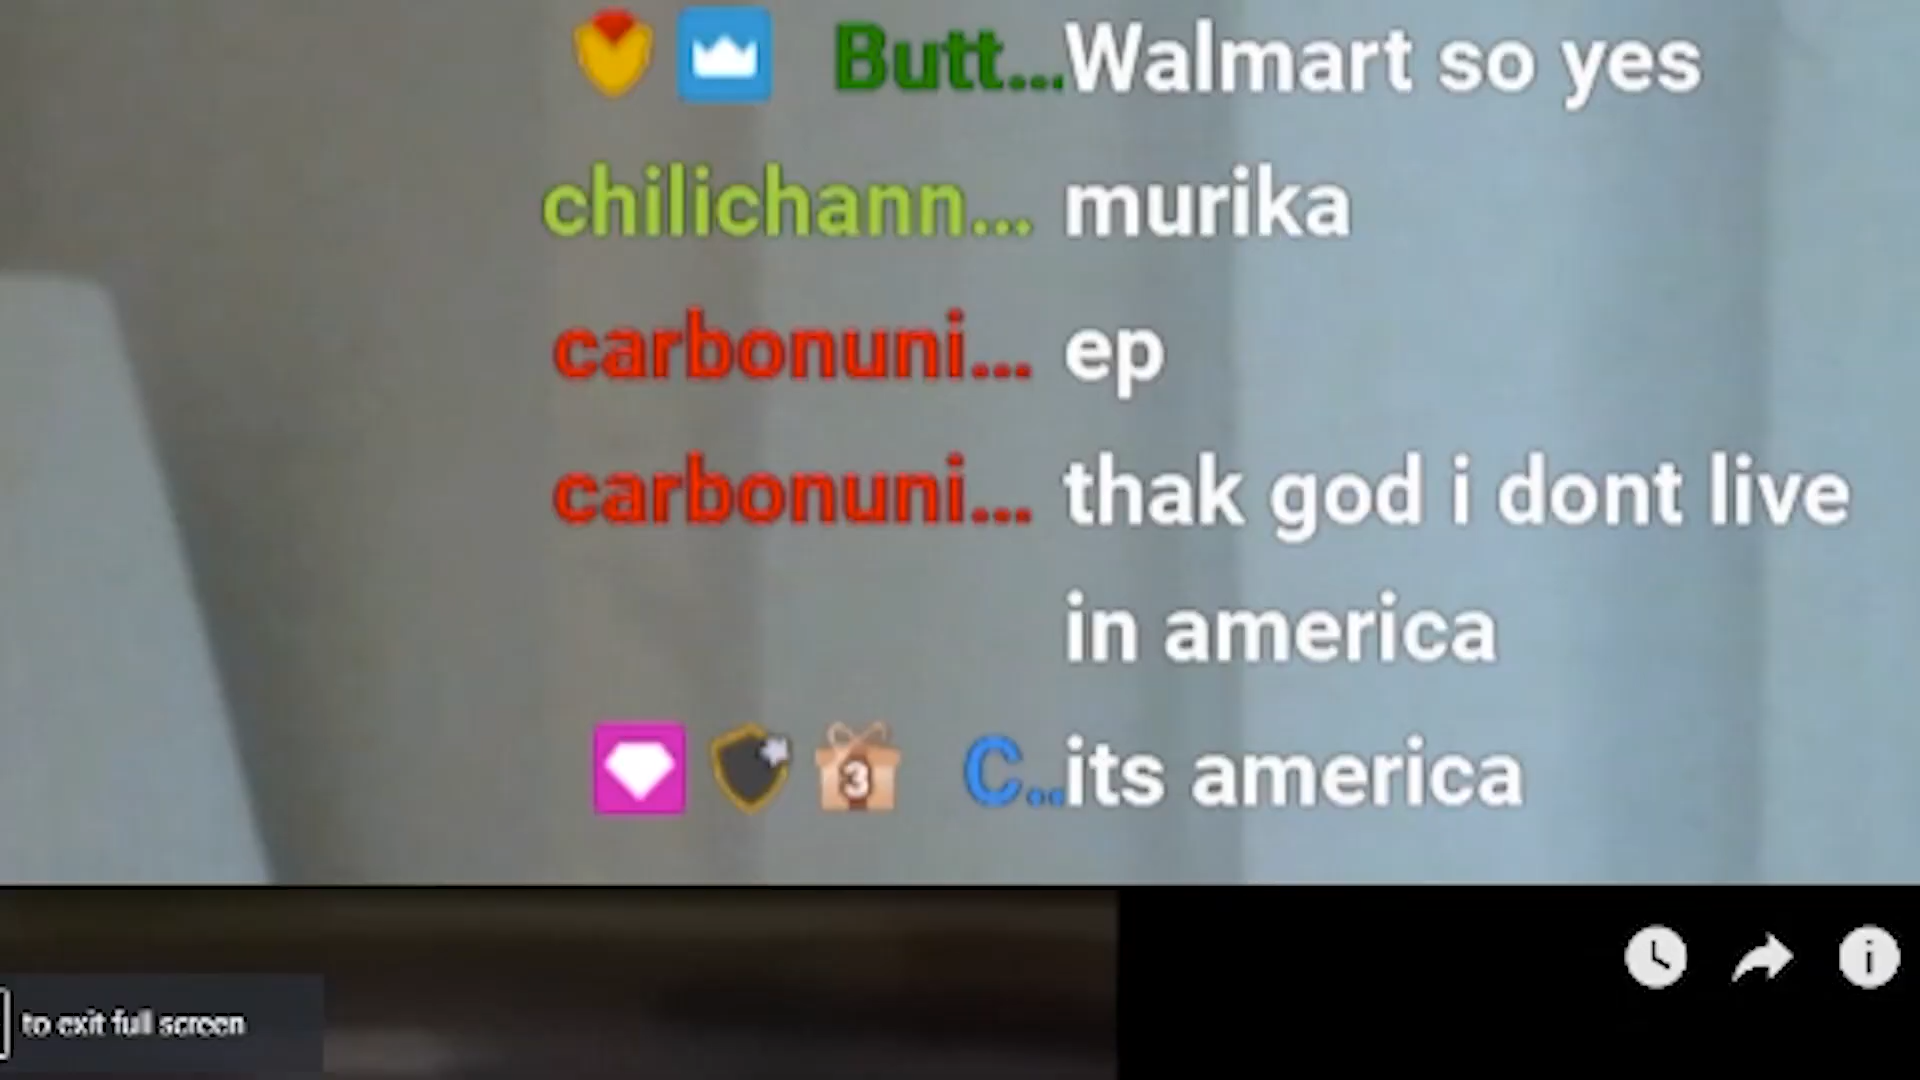 Butt...Walmart so yes
chilichann... murika
carbonuni... ep
carbonuni... thak god i dont live
in america
3 C..its america
to exit full screen